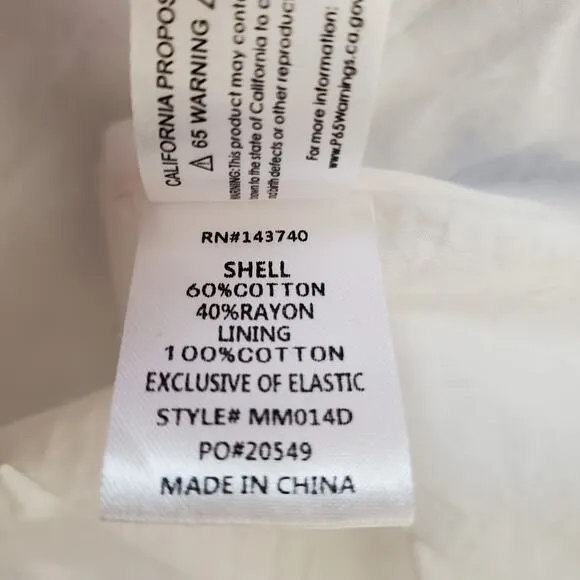 CALIFORNIA PROPOS
⚠ 65 WARNING
WARNING: This product may cont
to the state of California to c
birth defects or other reproduc
For more information:
www.P65Warnings.ca.gov
RN#143740
SHELL
60%COTTON
40%RAYON
LINING
100%COTTON
EXCLUSIVE OF ELASTIC
STYLE# MM014D
PO#20549
MADE IN CHINA